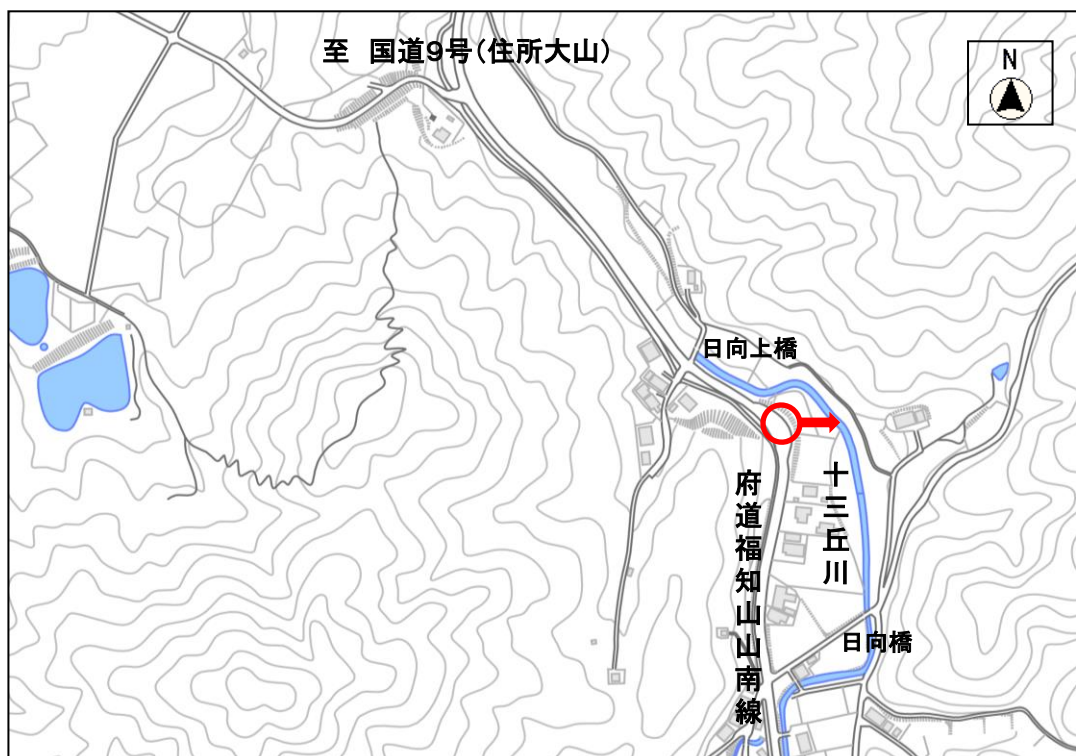 至 国道9号(住所大山)
N
日向上橋
十三丘川
府道福知山山南線
日向橋